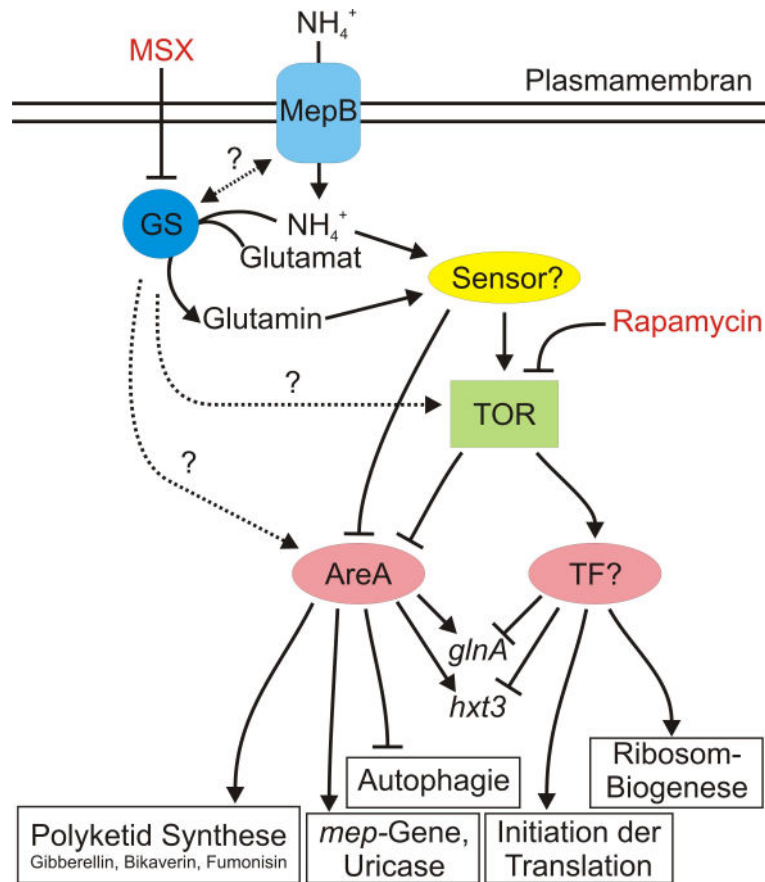 NH₄⁺
MSX
Plasmamembran
MepB
?
GS
NH₄⁺
Glutamat
Sensor?
Glutamin
Rapamycin
?
TOR
?
AreA
TF?
glnA
hxt3
Ribosom-
Biogenese
Autophagie
Polyketid Synthese
Gibberellin, Bikaverin, Fumonisin
mep-Gene,
Uricase
Initiation der
Translation